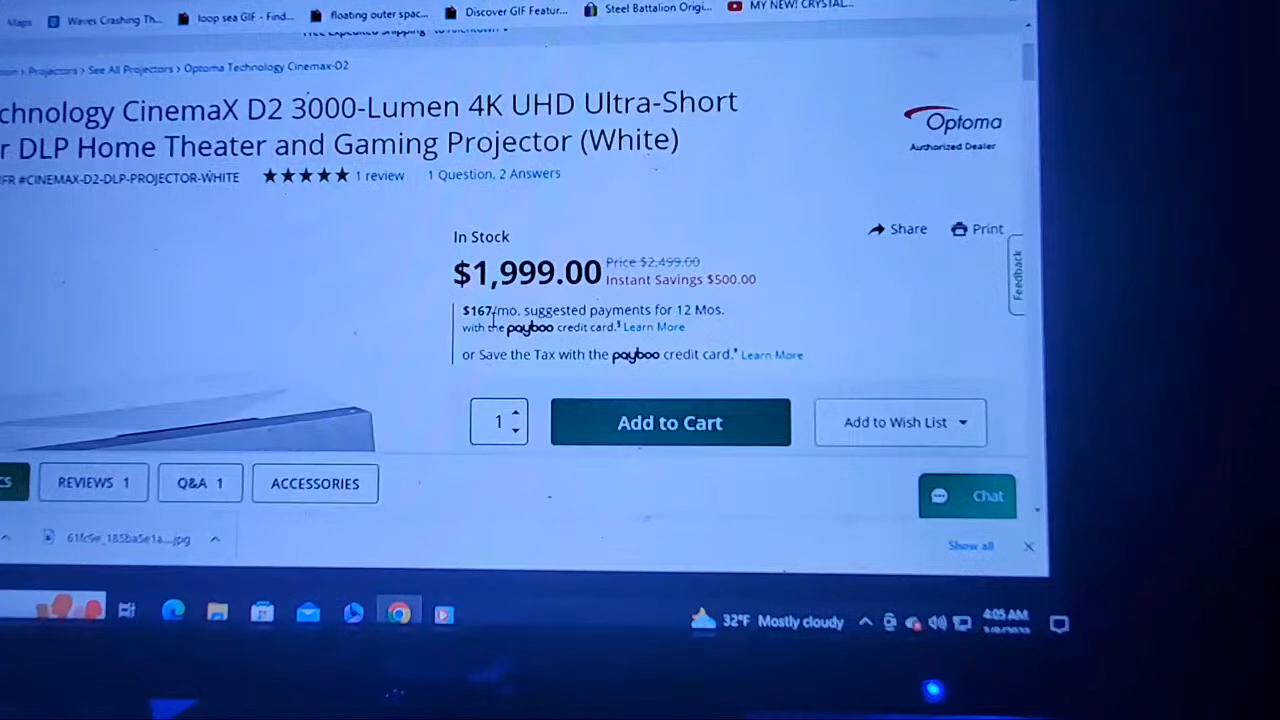 Maps
Waves Crashing Th...
loop sea GIF - Find...
floating outer spac...
Discover GIF Featur...
Steel Battalion Origi...
MY NEW! CRYSTAL...
› Projectors › See All Projectors › Optoma Technology Cinemax-D2
chnology CinemaX D2 3000-Lumen 4K UHD Ultra-Short
r DLP Home Theater and Gaming Projector (White)
Optoma
Authorized Dealer
FR #CINEMAX-D2-DLP-PROJECTOR-WHITE
1 review
1 Question, 2 Answers
Share
Print
In Stock
$1,999.00
Price $2,499.00
Instant Savings $500.00
Feedback
$167/mo. suggested payments for 12 Mos.
with the payboo credit card.§ Learn More
or Save the Tax with the payboo credit card.* Learn More
1
Add to Cart
Add to Wish List
CS
REVIEWS 1
Q&A 1
ACCESSORIES
Chat
Show all
32°F Mostly cloudy
4:05 AM